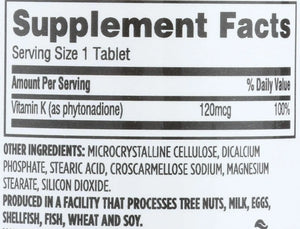 Supplement Facts
Serving Size 1 Tablet
Amount Per Serving % Daily Value
Vitamin K (as phytonadione) 120mcg 100%
OTHER INGREDIENTS: MICROCRYSTALLINE CELLULOSE, DICALCIUM
PHOSPHATE, STEARIC ACID, CROSCARMELLOSE SODIUM, MAGNESIUM
STEARATE, SILICON DIOXIDE.
PRODUCED IN A FACILITY THAT PROCESSES TREE NUTS, MILK, EGGS,
SHELLFISH, FISH, WHEAT AND SOY.